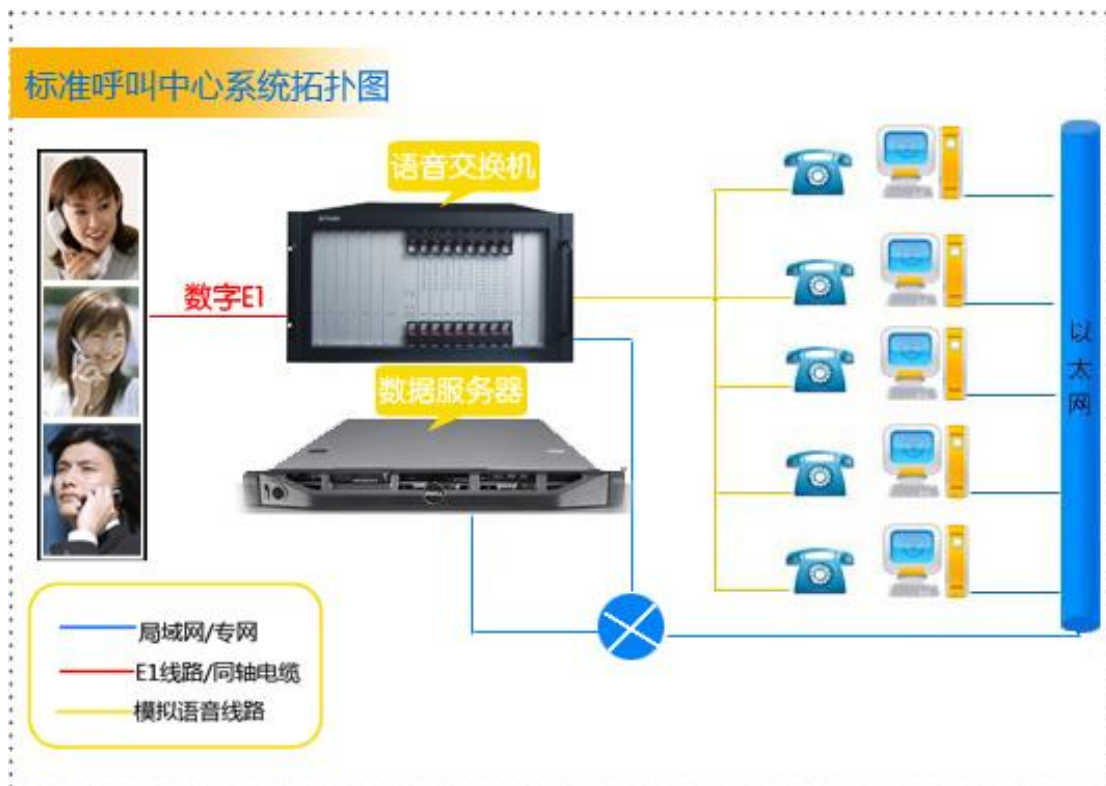 标准呼叫中心系统拓扑图
语音交换机
数字E1
数据服务器
DELL
以太网
局域网/专网
E1线路/同轴电缆
模拟语音线路